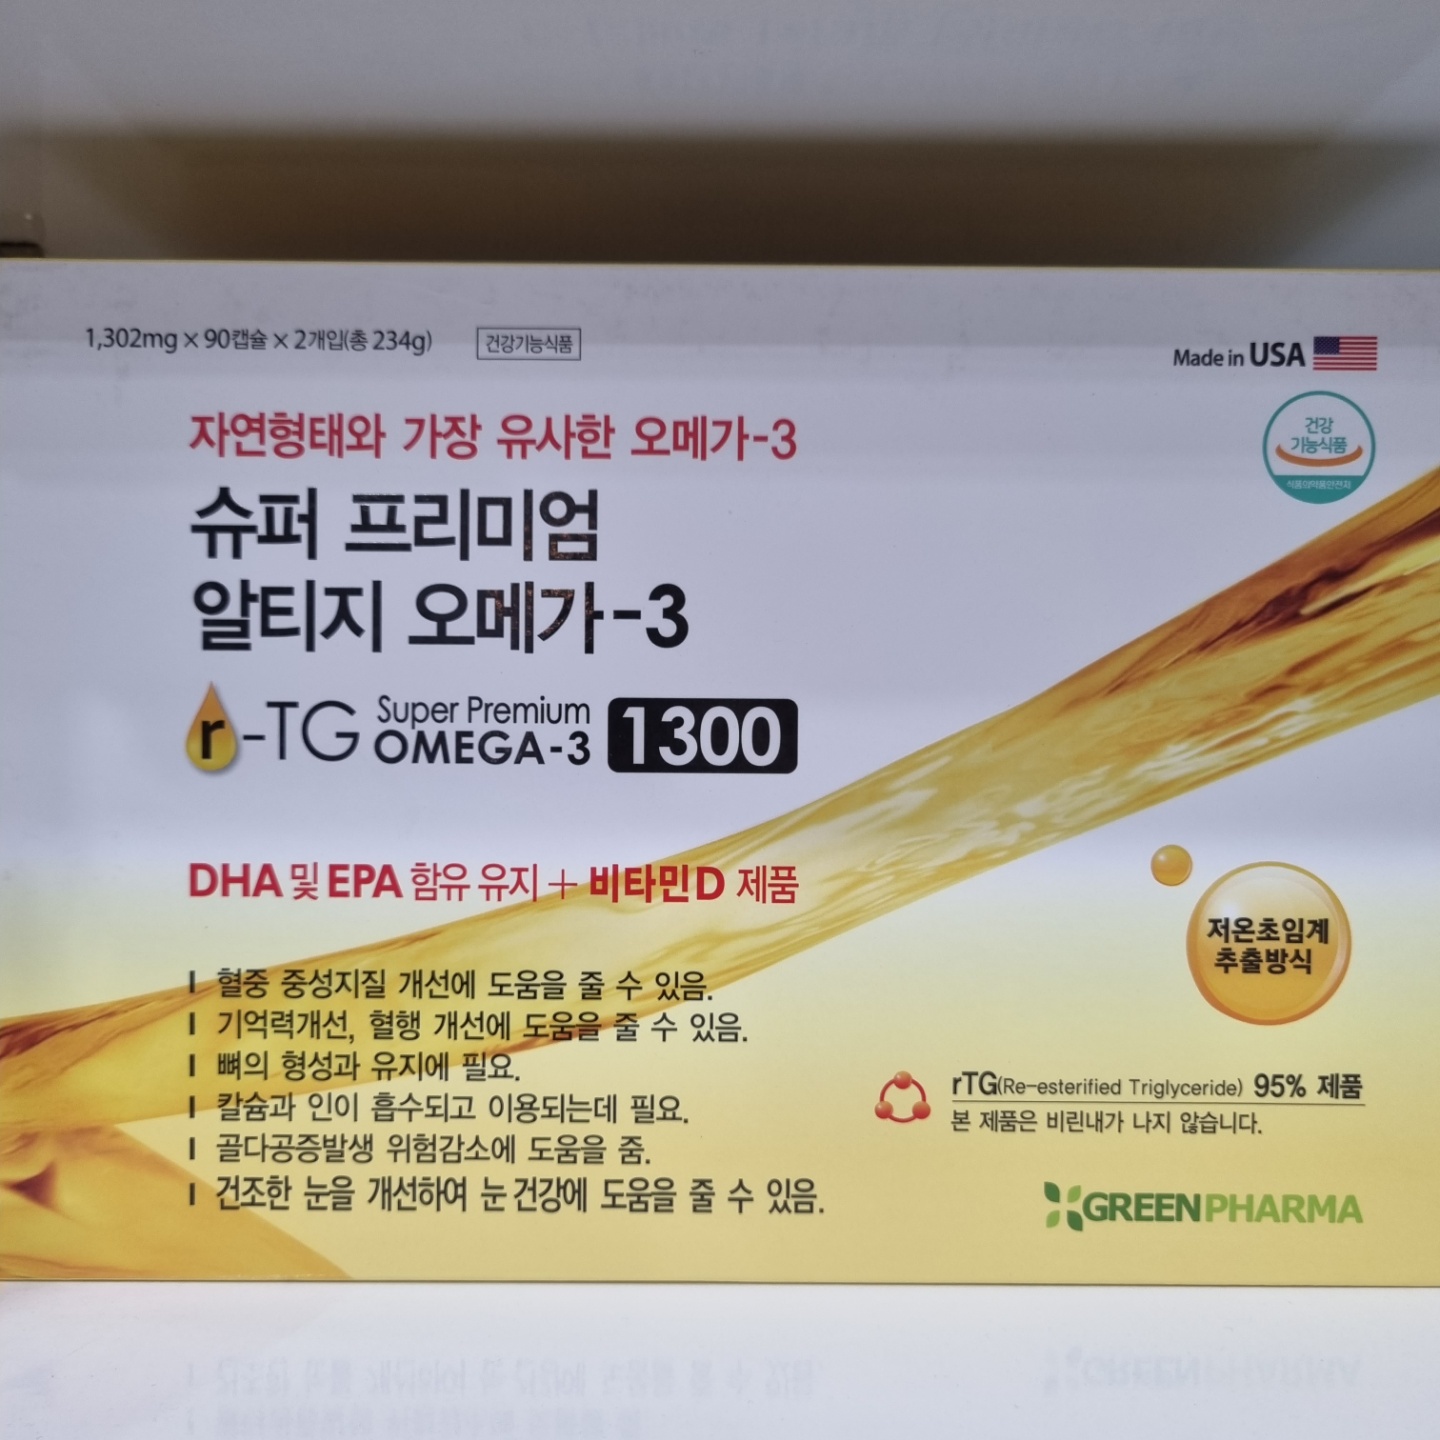 1,302mg × 90캡슐 × 2개입(총 234g)
건강기능식품
Made in USA
건강
기능식품
식품의약품안전처
자연형태와 가장 유사한 오메가-3
슈퍼 프리미엄
알티지 오메가-3
r-TG Super Premium OMEGA-3 1300
DHA 및 EPA 함유 유지 + 비타민D 제품
저온초임계
추출방식
혈중 중성지질 개선에 도움을 줄 수 있음.
기억력개선, 혈행 개선에 도움을 줄 수 있음.
뼈의 형성과 유지에 필요.
칼슘과 인이 흡수되고 이용되는데 필요.
골다공증발생 위험감소에 도움을 줌.
건조한 눈을 개선하여 눈 건강에 도움을 줄 수 있음.
rTG(Re-esterified Triglyceride) 95% 제품
본 제품은 비린내가 나지 않습니다.
GREENPHARMA